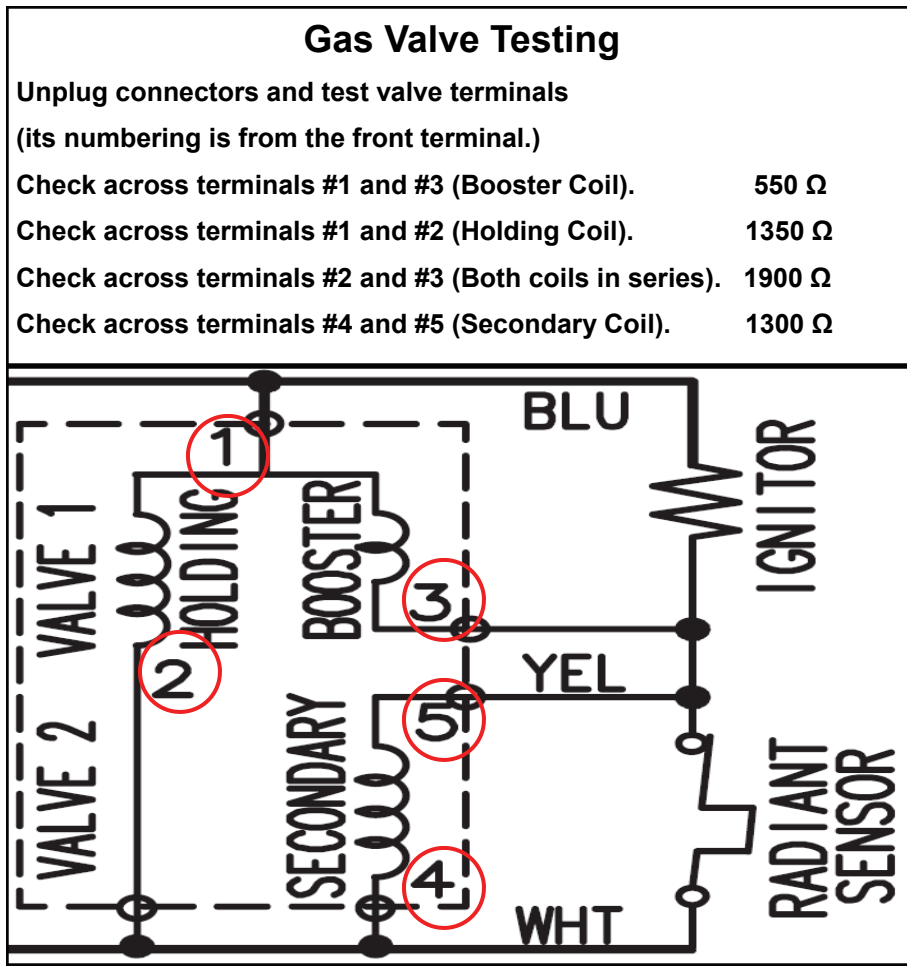 Gas Valve Testing
Unplug connectors and test valve terminals
(its numbering is from the front terminal.)
Check across terminals #1 and #3 (Booster Coil). 550 Ω
Check across terminals #1 and #2 (Holding Coil). 1350 Ω
Check across terminals #2 and #3 (Both coils in series). 1900 Ω
Check across terminals #4 and #5 (Secondary Coil). 1300 Ω
BLU
1
VALVE 1
HOLDING
BOOSTER
IGNITOR
3
2
YEL
5
VALVE 2
ISECONDARY
RADIANT
SENSOR
4
WHT